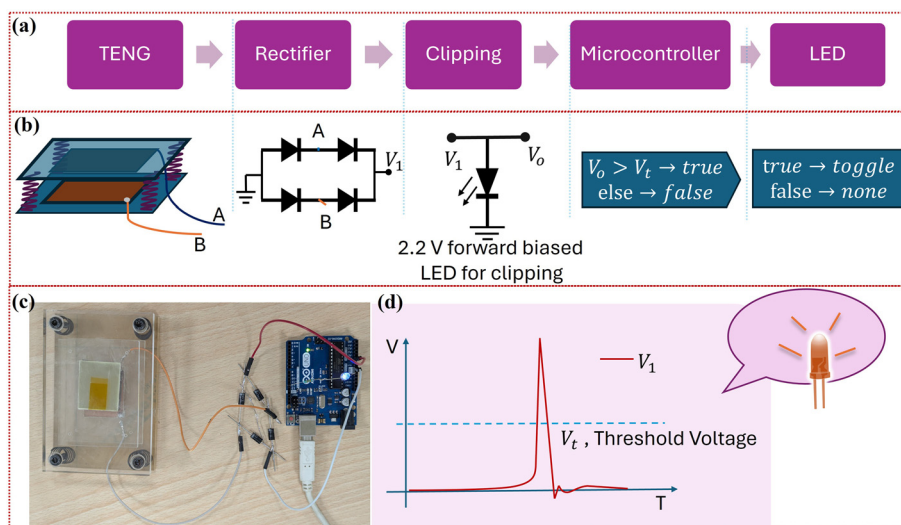 (a)
TENG
Rectifier
Clipping
Microcontroller
LED
(b)
A
B
A
B
V₁
V₁
Vₒ
2.2 V forward biased
LED for clipping
Vₒ > Vₜ → true
else → false
true → toggle
false → none
(c)
(d)
V
V₁
Vₜ , Threshold Voltage
T